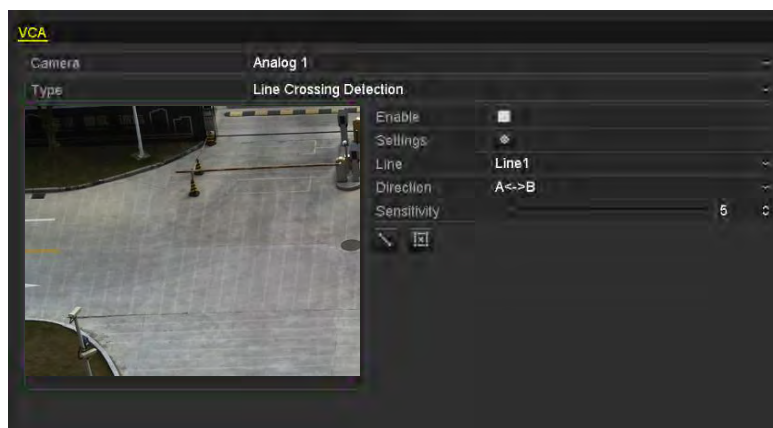 VCA
Camera Analog 1
Type Line Crossing Detection
Enable
Settings
Line Line1
Direction A<->B
Sensitivity 5